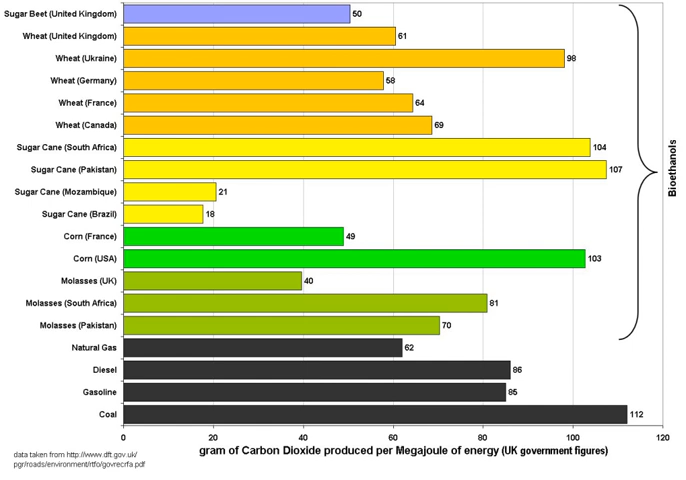 Sugar Beet (United Kingdom) 50
Wheat (United Kingdom) 61
Wheat (Ukraine) 98
Wheat (Germany) 58
Wheat (France) 64
Wheat (Canada) 69
Sugar Cane (South Africa) 104
Sugar Cane (Pakistan) 107
Sugar Cane (Mozambique) 21
Sugar Cane (Brazil) 18
Corn (France) 49
Corn (USA) 103
Molasses (UK) 40
Molasses (South Africa) 81
Molasses (Pakistan) 70
Natural Gas 62
Diesel 86
Gasoline 85
Coal 112
Bioethanols
0 20 40 60 80 100 120
gram of Carbon Dioxide produced per Megajoule of energy (UK government figures)
data taken from http://www.dft.gov.uk/
pgr/roads/environment/rtfo/govrecrfa.pdf